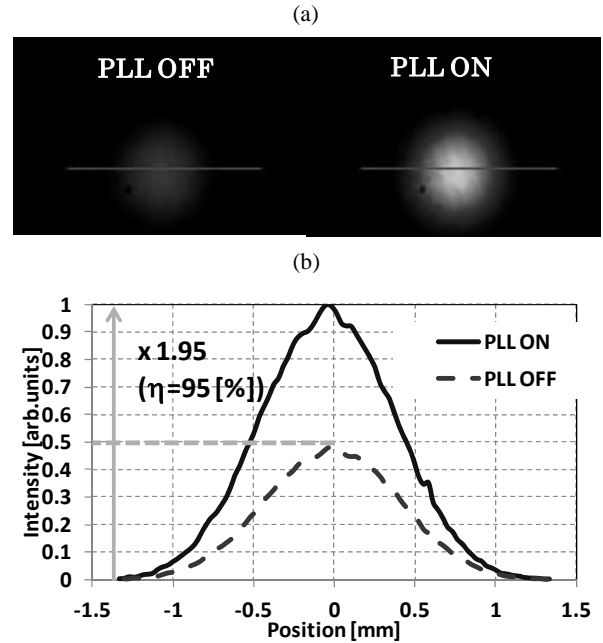 (a)
PLL OFF
PLL ON
(b)
Intensity [arb.units]
1
0.9
0.8
0.7
0.6
0.5
0.4
0.3
0.2
0.1
0
x 1.95
(η=95 [%])
PLL ON
PLL OFF
-1.5 -1 -0.5 0 0.5 1 1.5
Position [mm]